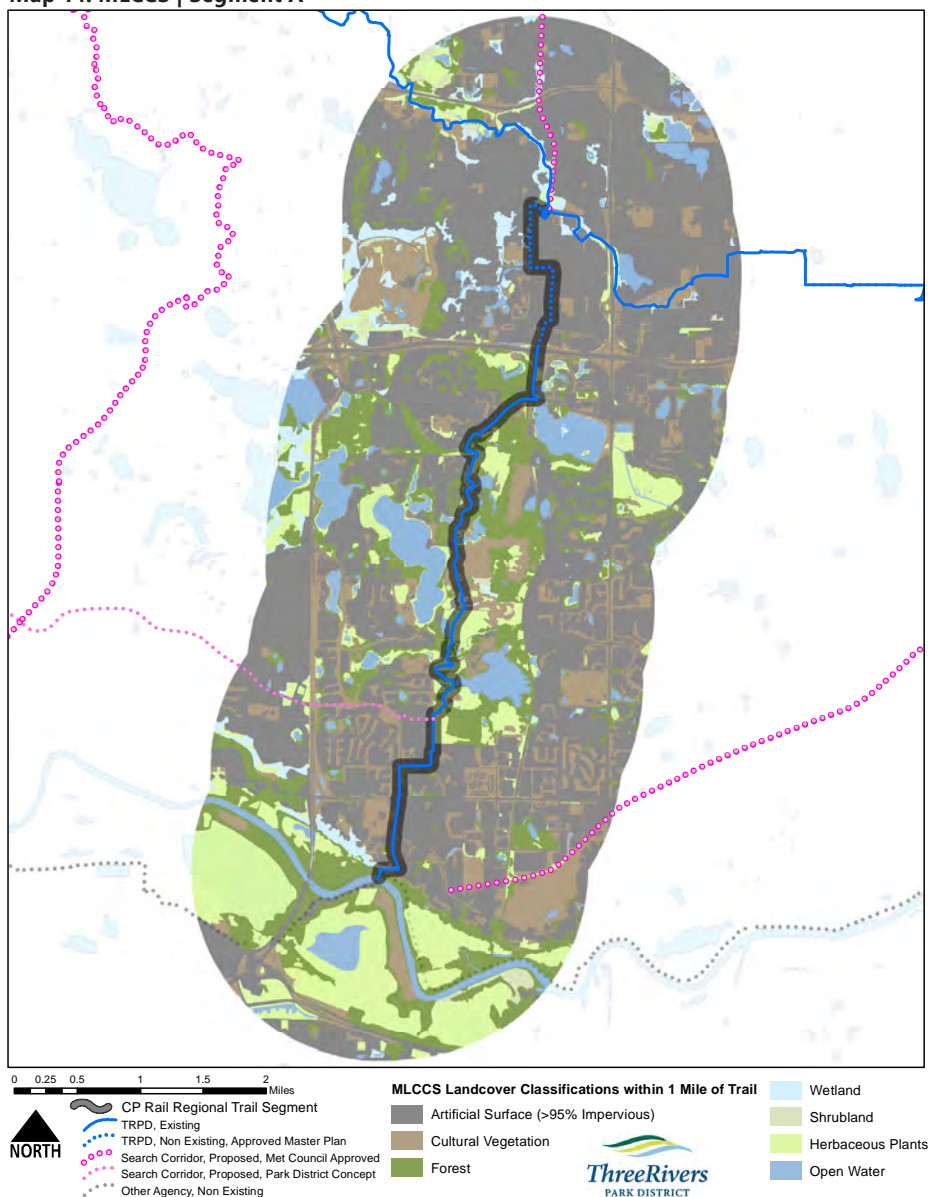 Map 14: MLCCS | Segment A
0 0.25 0.5 1 1.5 2
Miles
NORTH
CP Rail Regional Trail Segment
TRPD, Existing
TRPD, Non Existing, Approved Master Plan
Search Corridor, Proposed, Met Council Approved
Search Corridor, Proposed, Park District Concept
Other Agency, Non Existing
MLCCS Landcover Classifications within 1 Mile of Trail
Artificial Surface (>95% Impervious)
Cultural Vegetation
Forest
Wetland
Shrubland
Herbaceous Plants
Open Water
ThreeRivers
PARK DISTRICT